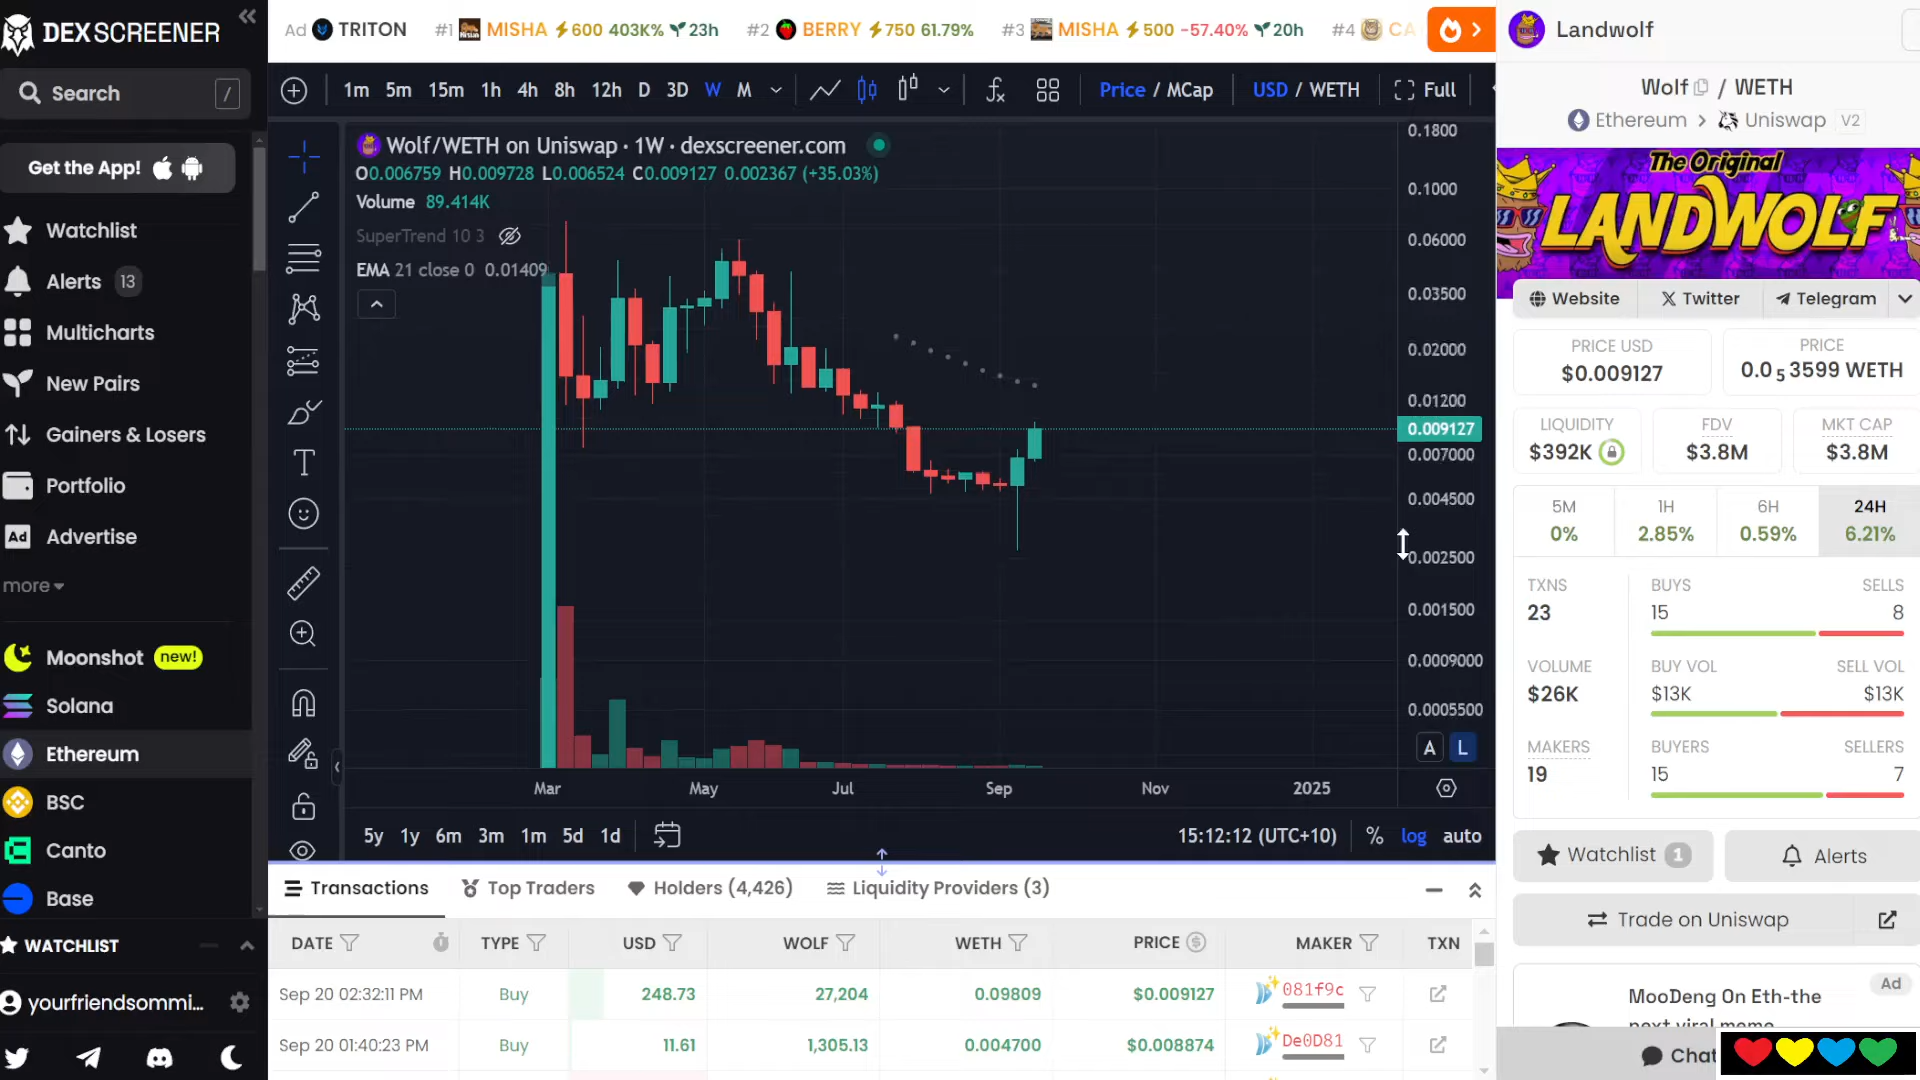 DEXSCREENER
Search /
Get the App!
Watchlist
Alerts 13
Multicharts
New Pairs
Gainers & Losers
Portfolio
Ad Advertise
more
Moonshot new!
Solana
Ethereum
BSC
Canto
Base
WATCHLIST
yourfriendsommi...
Ad TRITON #1 MISHA 600 403K% 23h #2 BERRY 750 61.79% #3 MISHA 500 -57.40% 20h #4 CA
1m 5m 15m 1h 4h 8h 12h D 3D W M Price / MCap USD / WETH Full
Wolf/WETH on Uniswap · 1W · dexscreener.com
O0.006759 H0.009728 L0.006524 C0.009127 0.002367 (+35.03%)
Volume 89.414K
SuperTrend 10 3
EMA 21 close 0 0.01409
0.1800
0.1000
0.06000
0.03500
0.02000
0.01200
0.009127
0.007000
0.004500
0.002500
0.001500
0.0009000
0.0005500
A L
Mar May Jul Sep Nov 2025
5y 1y 6m 3m 1m 5d 1d 15:12:12 (UTC+10) % log auto
Transactions Top Traders Holders (4,426) Liquidity Providers (3)
DATE TYPE USD WOLF WETH PRICE MAKER TXN
Sep 20 02:32:11 PM Buy 248.73 27,204 0.09809 $0.009127 081f9c
Sep 20 01:40:23 PM Buy 11.61 1,305.13 0.004700 $0.008874 De0D81
Landwolf
Wolf / WETH
Ethereum > Uniswap V2
The Original
LANDWOLF
Website Twitter Telegram
PRICE USD PRICE
$0.009127 0.0₅3599 WETH
LIQUIDITY FDV MKT CAP
$392K $3.8M $3.8M
5M 1H 6H 24H
0% 2.85% 0.59% 6.21%
TXNS BUYS SELLS
23 15 8
VOLUME BUY VOL SELL VOL
$26K $13K $13K
MAKERS BUYERS SELLERS
19 15 7
Watchlist 1 Alerts
Trade on Uniswap
Ad
MooDeng On Eth-the
next viral meme
Chat